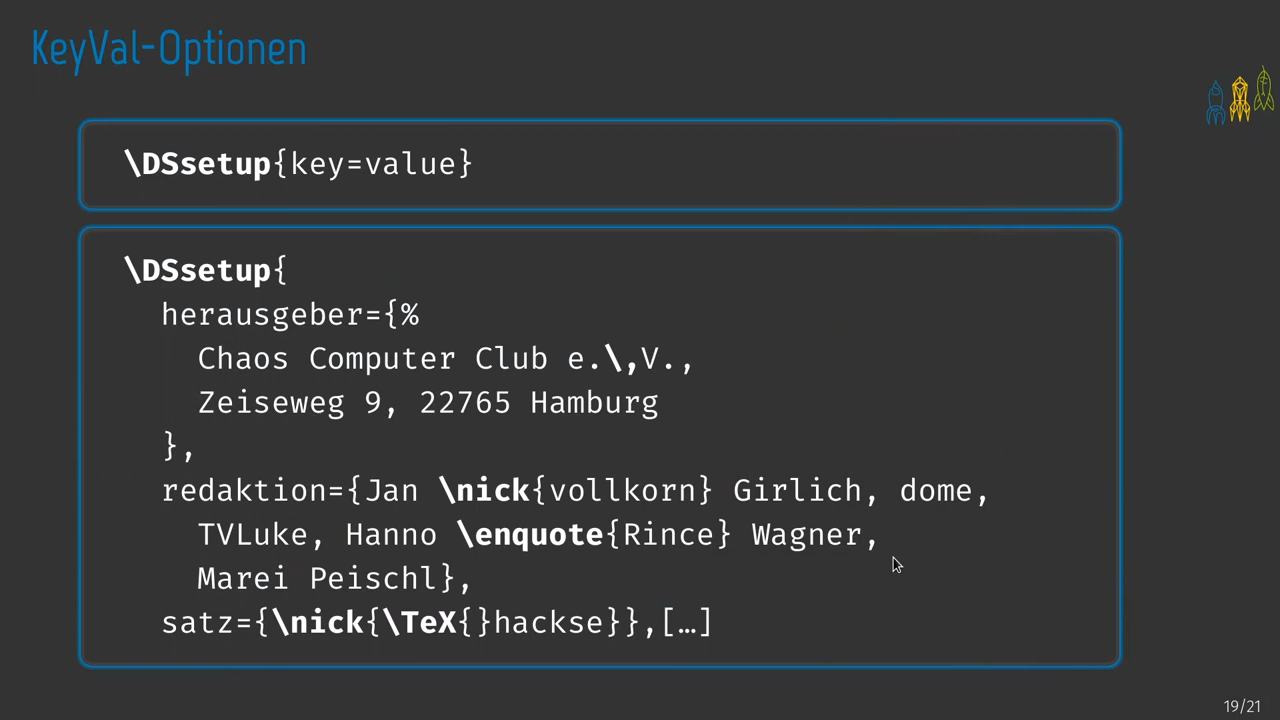 KeyVal-Optionen
\DSsetup{key=value}
\DSsetup{
herausgeber={%
Chaos Computer Club e.\,V.,
Zeiseweg 9, 22765 Hamburg
},
redaktion={Jan \nick{vollkorn} Girlich, dome,
TVLuke, Hanno \enquote{Rince} Wagner,
Marei Peischl},
satz={\nick{\TeX{}hackse}},[…]
19/21